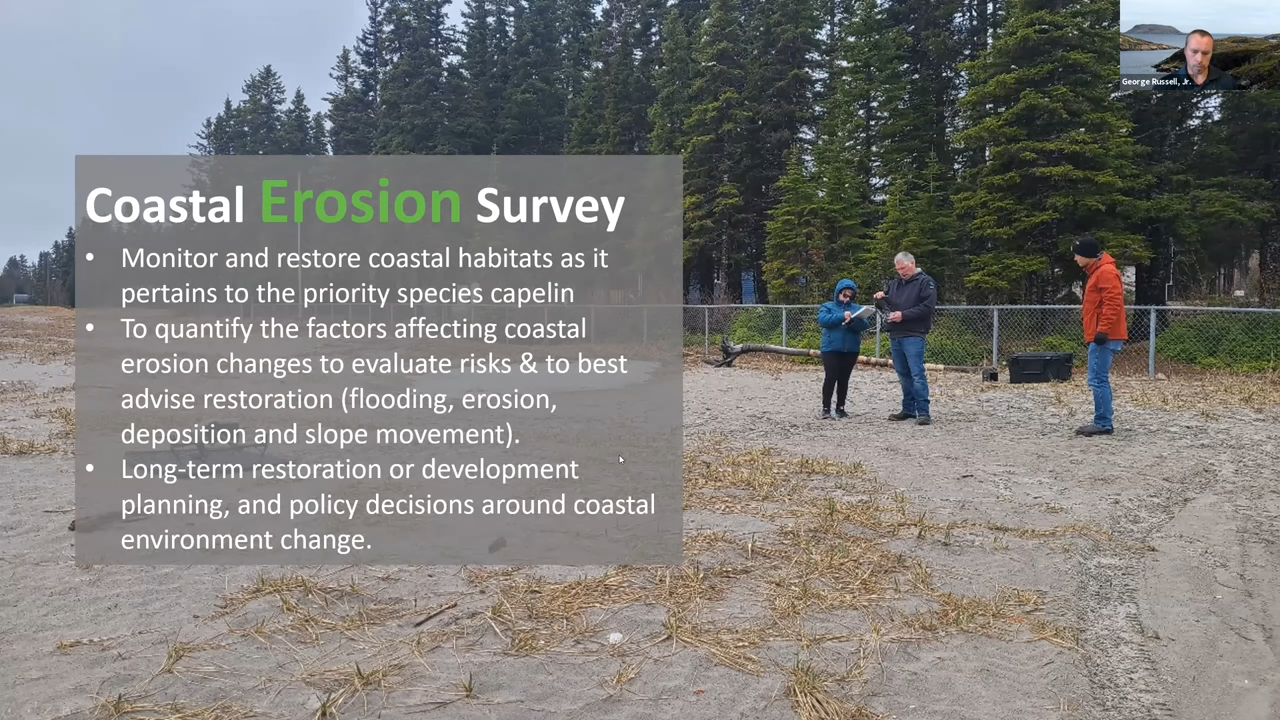 George Russell, Jr.
Coastal Erosion Survey
• Monitor and restore coastal habitats as it
pertains to the priority species capelin
• To quantify the factors affecting coastal
erosion changes to evaluate risks & to best
advise restoration (flooding, erosion,
deposition and slope movement).
• Long-term restoration or development
planning, and policy decisions around coastal
environment change.